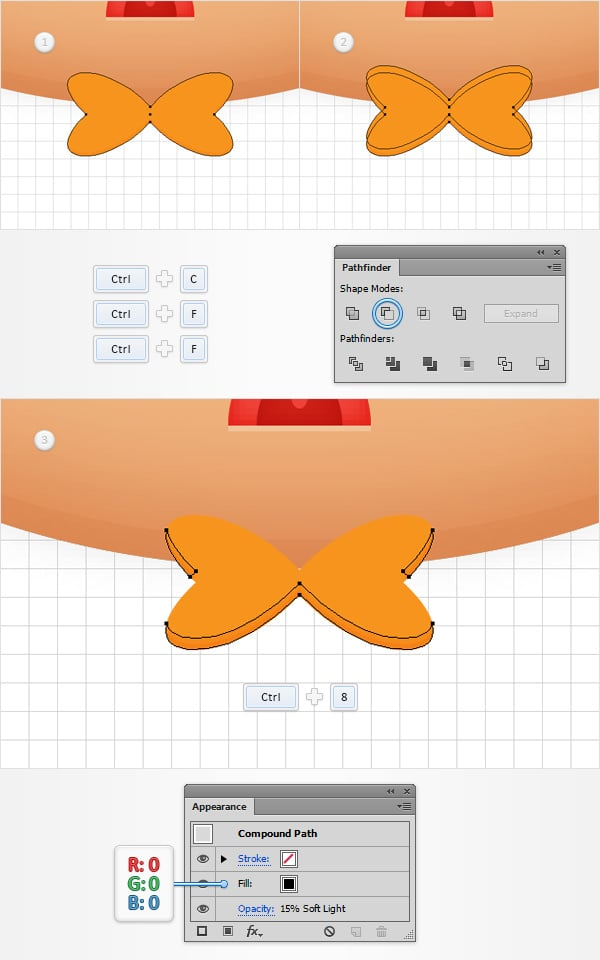 1
2
Ctrl C
Ctrl F
Ctrl F
Pathfinder
Shape Modes:
Expand
Pathfinders:
3
Ctrl 8
Appearance
Compound Path
Stroke:
Fill:
Opacity: 15% Soft Light
fx
R: 0
G: 0
B: 0